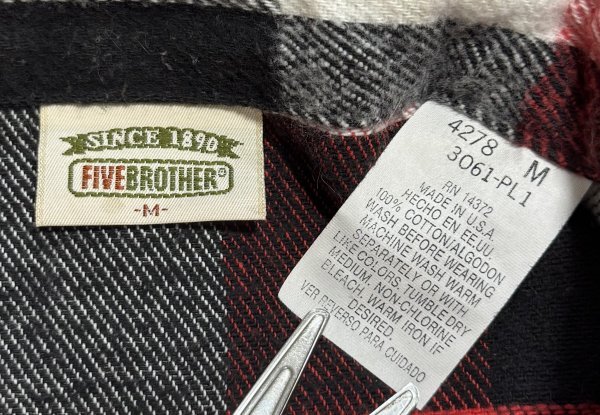 SINCE 1890
FIVEBROTHER®
-M-
4278 M
3061-PL1
RN 14372
MADE IN U.S.A.
HECHO EN EEUU.
100% COTTON/ALGODON
WASH BEFORE WEARING
MACHINE WASH WARM
SEPARATELY OR WITH
LIKE COLORS, TUMBLE DRY
MEDIUM. NON-CHLORINE
BLEACH, WARM IRON IF
DESIRED
VER REVERSO PARA CUIDADO